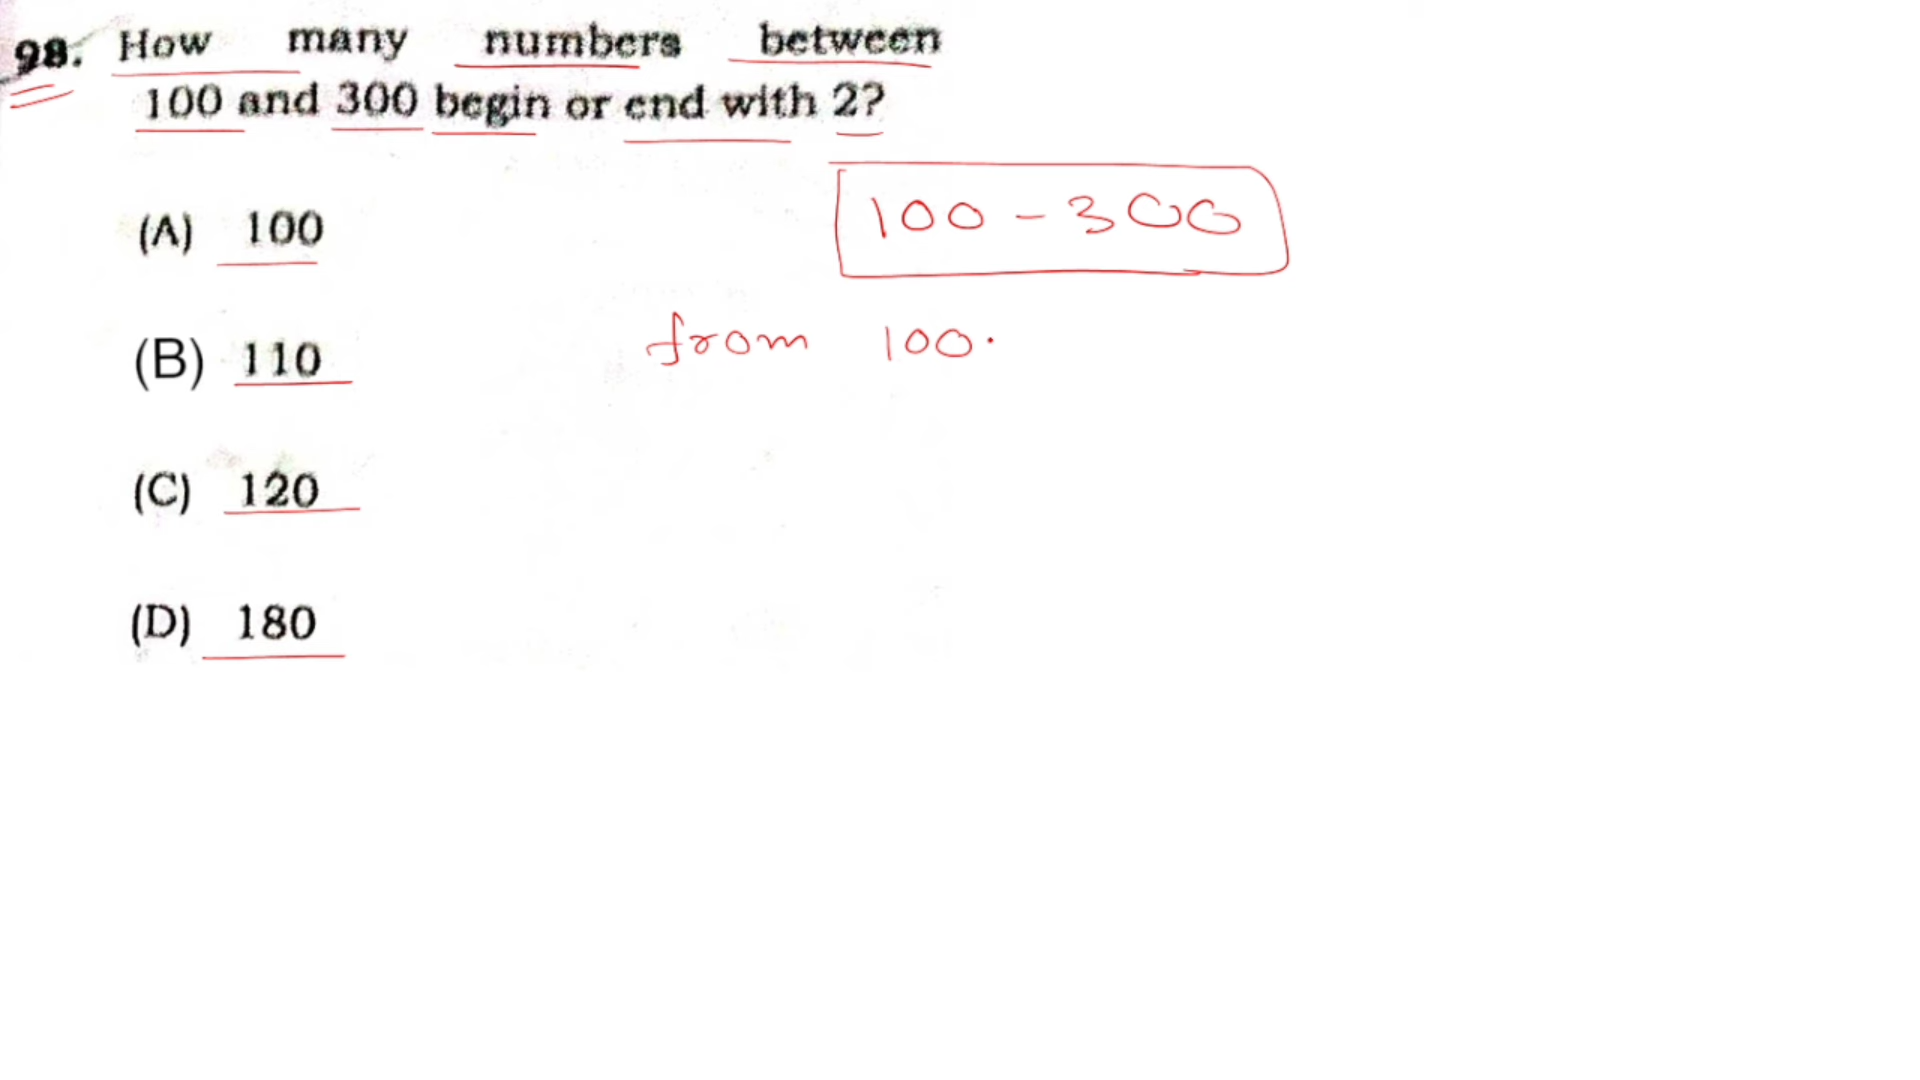 98. How many numbers between
100 and 300 begin or end with 2?
100 - 300
(A) 100
from 100.
(B) 110
(C) 120
(D) 180